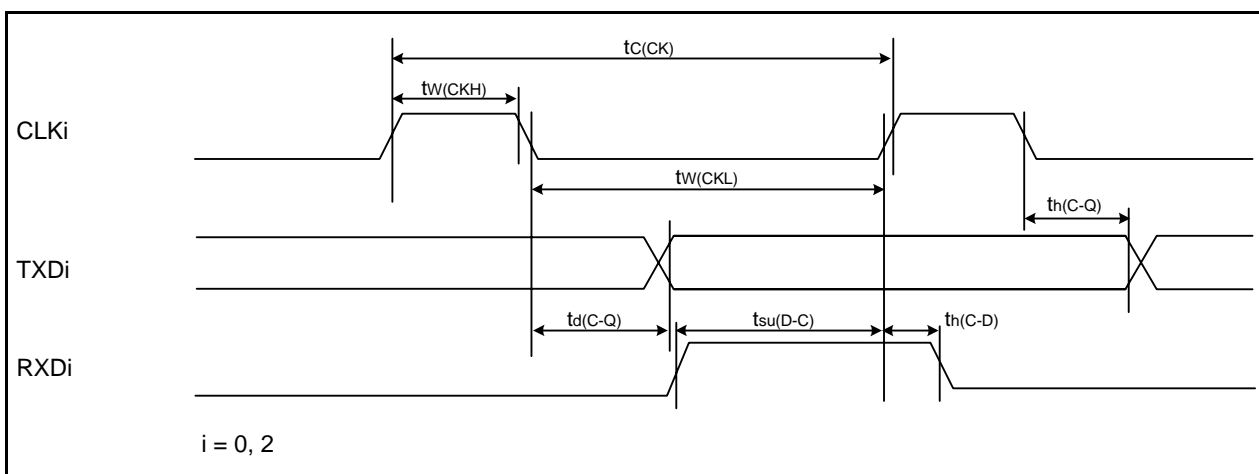 tC(CK)
tW(CKH)
CLKi
tW(CKL)
th(C-Q)
TXDi
td(C-Q)
tsu(D-C)
th(C-D)
RXDi
i = 0, 2